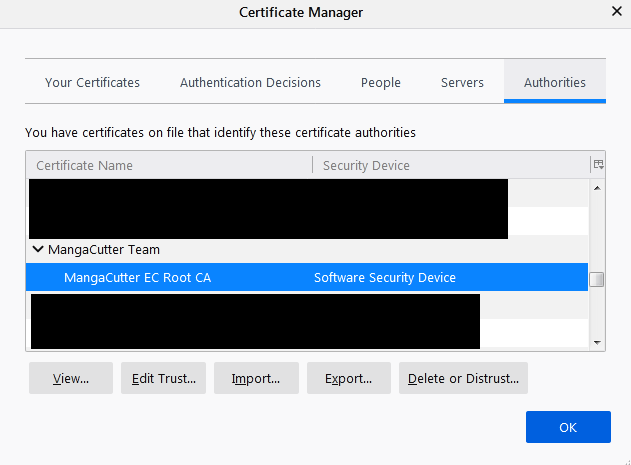 Certificate Manager
Your Certificates Authentication Decisions People Servers Authorities
You have certificates on file that identify these certificate authorities
Certificate Name Security Device
MangaCutter Team
MangaCutter EC Root CA Software Security Device
View... Edit Trust... Import... Export... Delete or Distrust...
OK